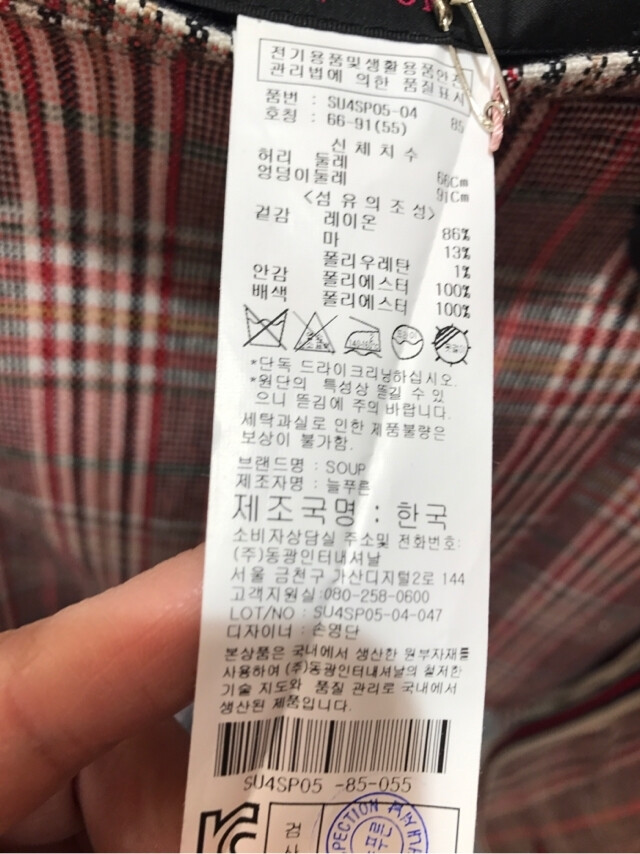 전기용품및생활용품안전
관리법에 의한 품질표시
품번 : SU4SP05-04 85
호칭 : 66-91(55)
신체치수
허리 둘레 66Cm
엉덩이둘레 91Cm
<섬유의조성>
겉감 레이온 86%
마 13%
폴리우레탄 1%
안감 폴리에스터 100%
배색 폴리에스터 100%
*단독 드라이크리닝하십시오.
*원단의 특성상 뜯길 수 있
으니 뜯김에 주의 바랍니다.
세탁과실로 인한 제품불량은
보상이 불가함.
브랜드명 : SOUP
제조자명 : 늘푸른
제조국명 : 한국
소비자상담실 주소및 전화번호:
(주)동광인터내셔날
서울 금천구 가산디지털2로 144
고객지원실:080-258-0600
LOT/NO : SU4SP05-04-047
디자이너 : 손영단
본상품은 국내에서 생산한 원부자재를
사용하여 (주)동광인터내셔날의 철저한
기술 지도와 품질 관리로 국내에서
생산된 제품입니다.
SU4SP05 -85-055
검
사